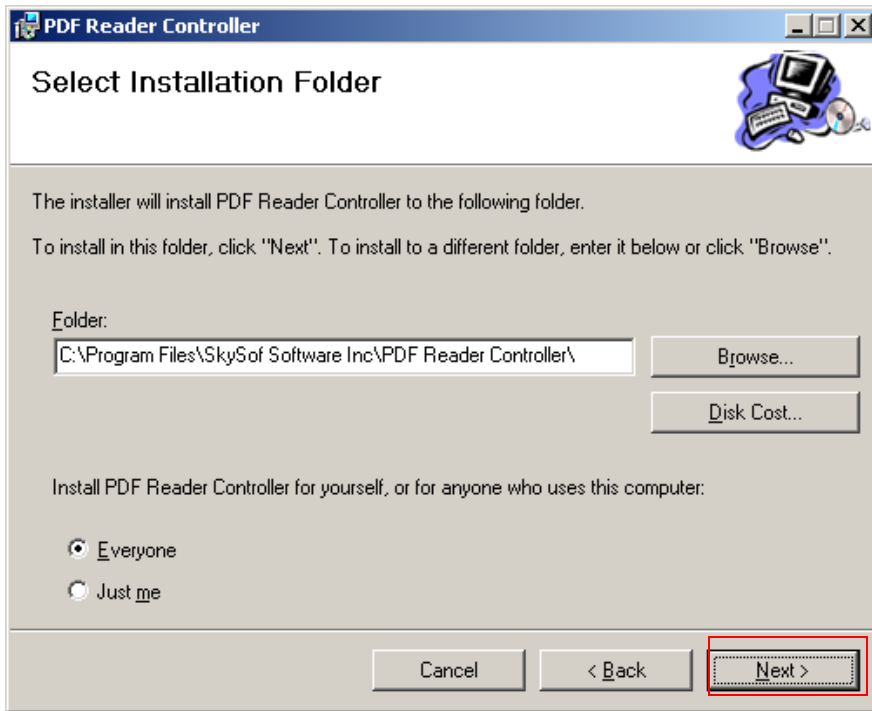 PDF Reader Controller
Select Installation Folder
The installer will install PDF Reader Controller to the following folder.
To install in this folder, click "Next". To install to a different folder, enter it below or click "Browse".
Folder:
C:\Program Files\SkySof Software Inc\PDF Reader Controller\
Browse...
Disk Cost...
Install PDF Reader Controller for yourself, or for anyone who uses this computer:
Everyone
Just me
Cancel
< Back
Next >